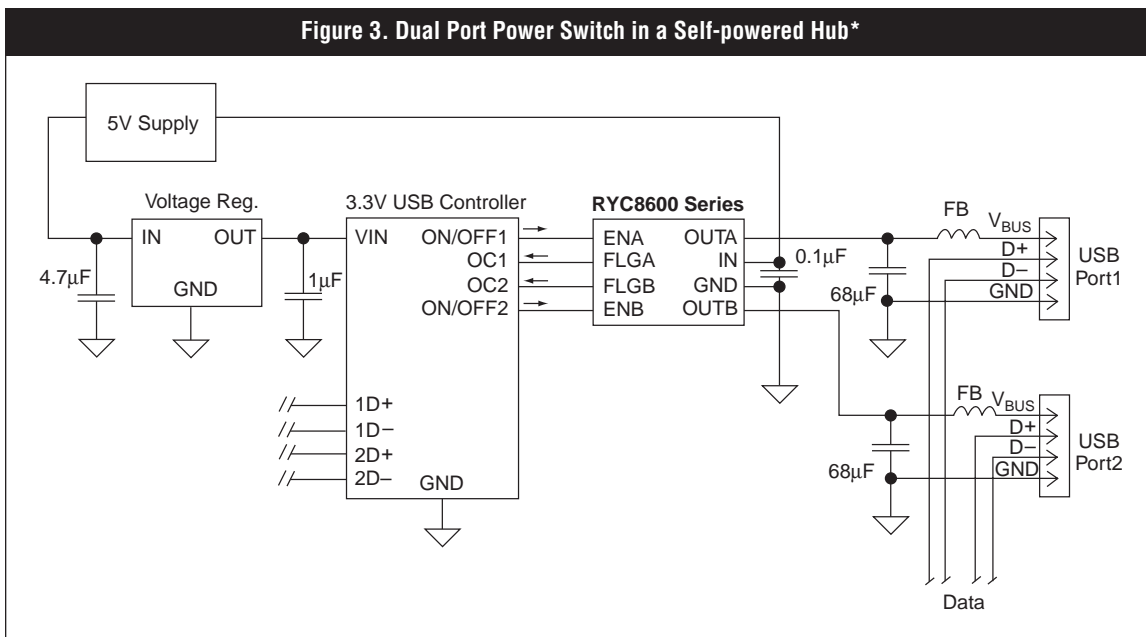 Figure 3. Dual Port Power Switch in a Self-powered Hub*
5V Supply
Voltage Reg.
IN OUT
GND
4.7µF
1µF
3.3V USB Controller
VIN
ON/OFF1
OC1
OC2
ON/OFF2
1D+
1D−
2D+
2D−
GND
RYC8600 Series
ENA OUTA
FLGA IN
FLGB GND
ENB OUTB
0.1µF
68µF
FB
VBUS
D+
D−
GND
USB
Port1
68µF
FB
VBUS
D+
D−
GND
USB
Port2
Data